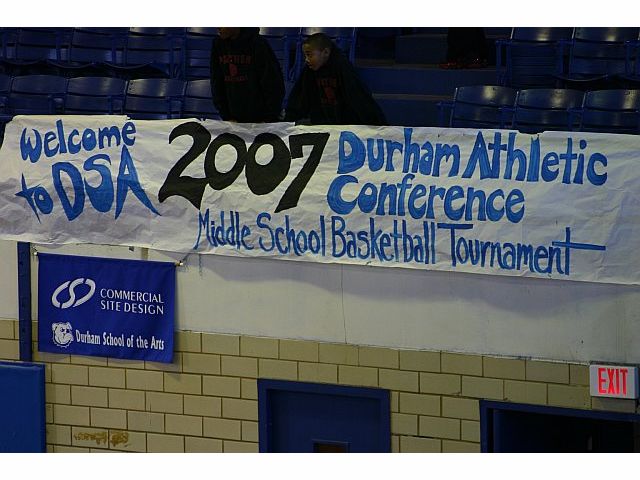 Welcome
to DSA
2007
Durham Athletic
Conference
Middle School Basketball Tournament
CSD
COMMERCIAL
SITE DESIGN
Durham School of the Arts
EXIT